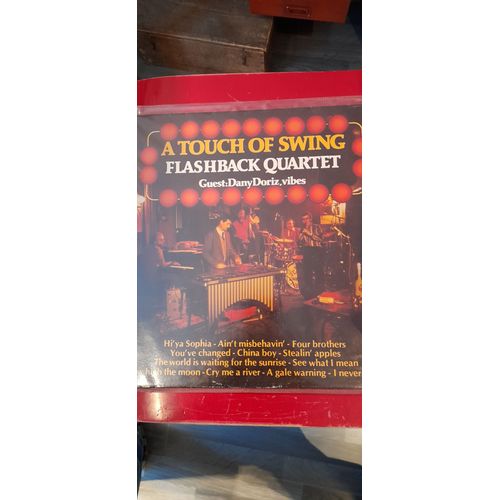 A TOUCH OF SWING
FLASHBACK QUARTET
Guest:DanyDoriz,vibes
Hi'ya Sophia - Ain't misbehavin' - Four brothers
You've changed - China boy - Stealin' apples
The world is waiting for the sunrise - See what I mean
the moon - Cry me a river - A gale warning - I never